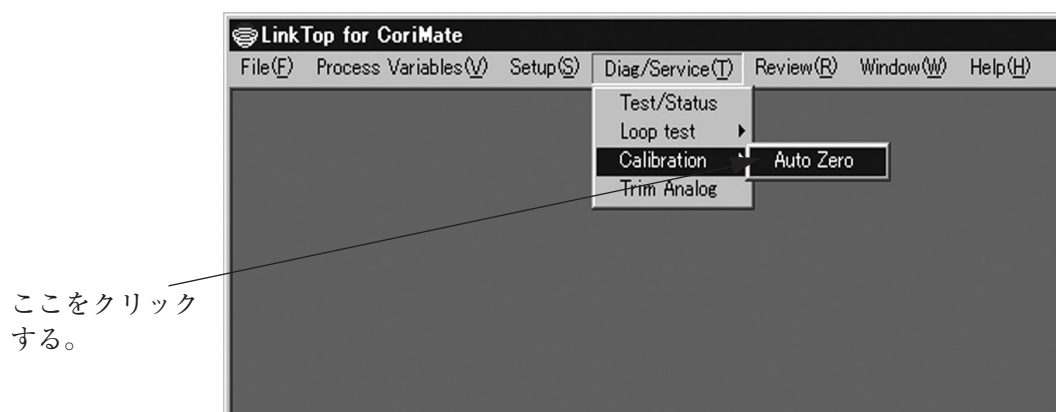 LinkTop for CoriMate
File(F) Process Variables(V) Setup(S) Diag/Service(T) Review(R) Window(W) Help(H)
Test/Status
Loop test
Calibration Auto Zero
Trim Analog
ここをクリック
する。